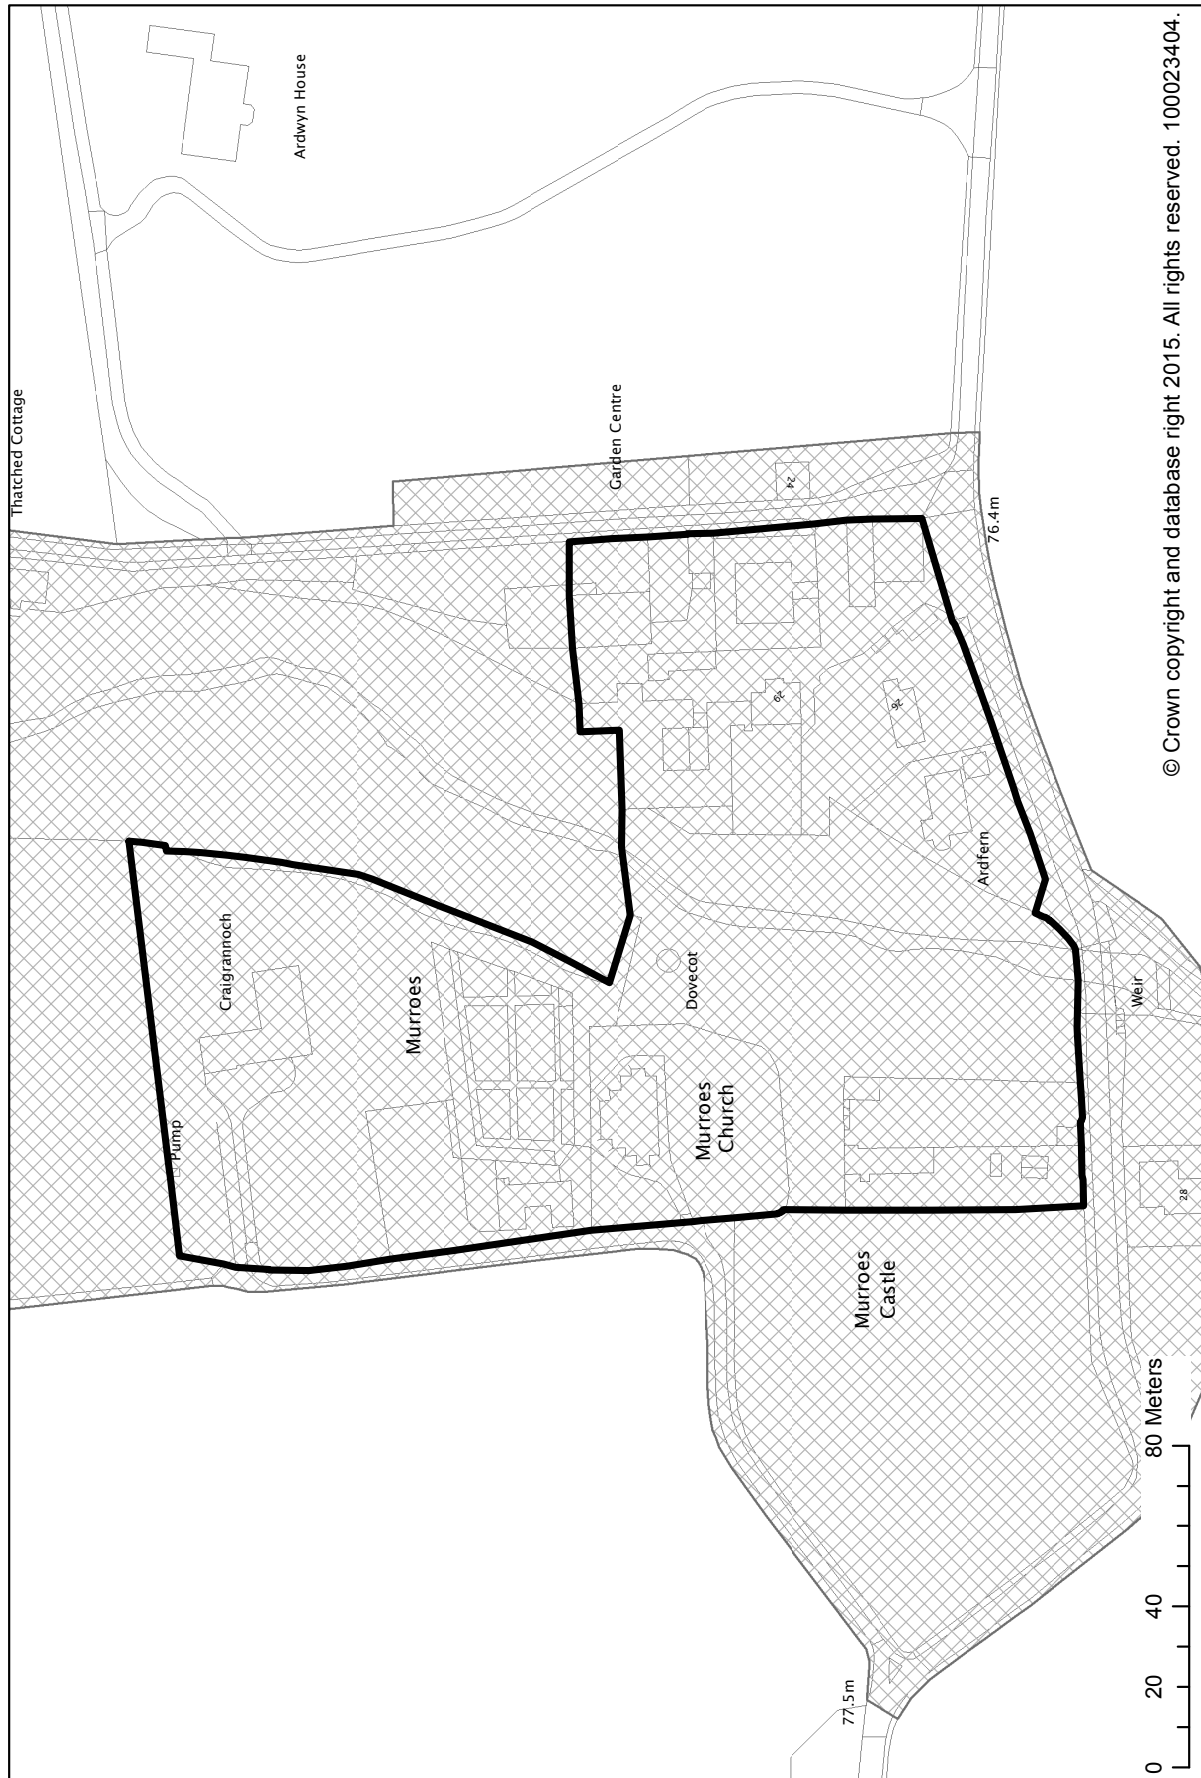 Thatched Cottage
Ardwyn House
Craigrannoch
Pump
Murroes
Garden Centre
24
29
26
Ardfern
Dovecot
Murroes
Church
76.4m
Weir
28
Murroes
Castle
77.5m
0 20 40 80 Meters
© Crown copyright and database right 2015. All rights reserved. 100023404.